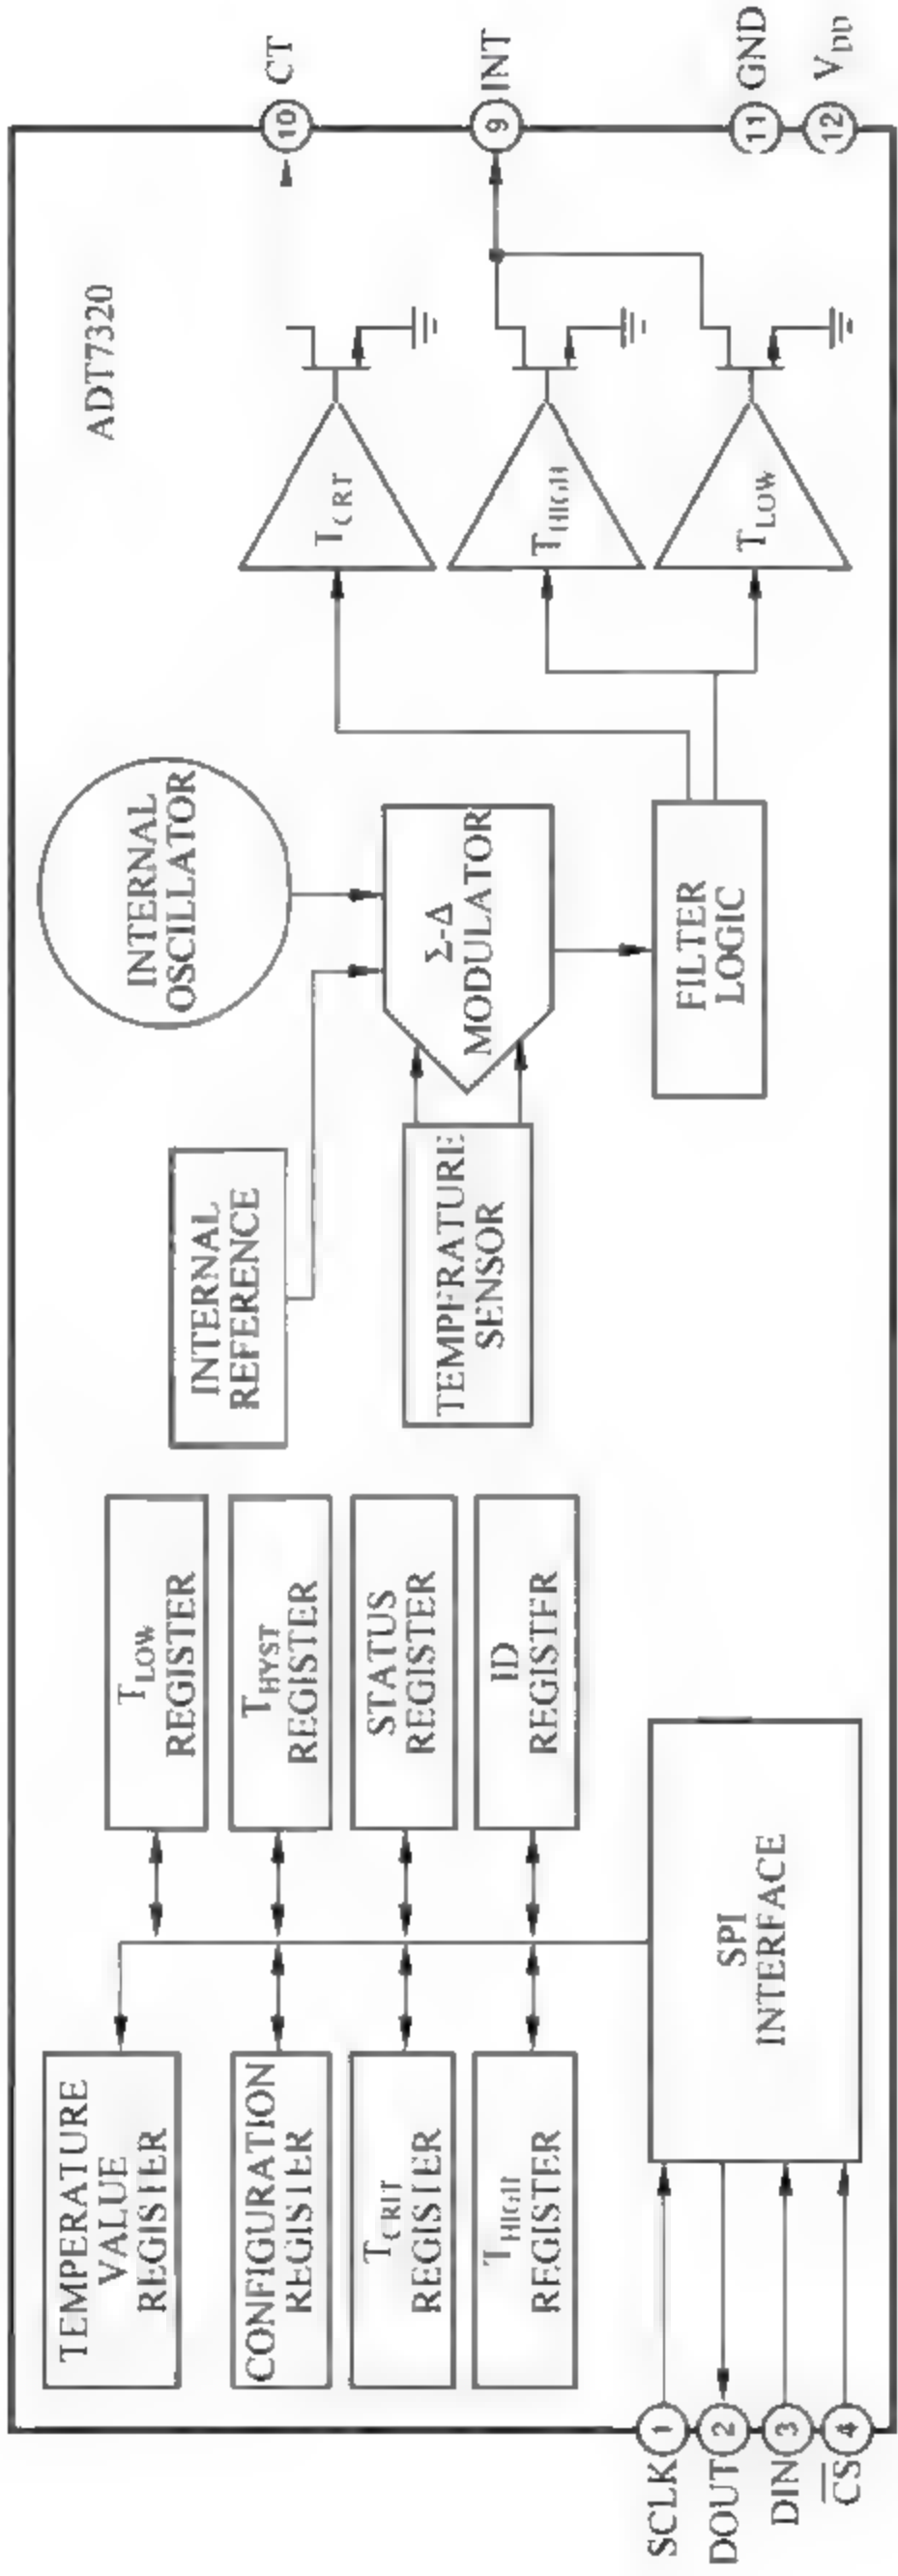 ADT7320
TEMPERATURE
VALUE
REGISTER
CONFIGURATION
REGISTER
TCRIT
REGISTER
THIGH
REGISTER
TLOW
REGISTER
THYST
REGISTER
STATUS
REGISTER
ID
REGISTER
INTERNAL
REFERENCE
INTERNAL
OSCILLATOR
TEMPERATURE
SENSOR
Σ-Δ
MODULATOR
FILTER
LOGIC
TCRIT
THIGH
TLOW
10 CT
9 INT
11 GND
12 VDD
SPI
INTERFACE
SCLK 1
DOUT 2
DIN 3
CS 4